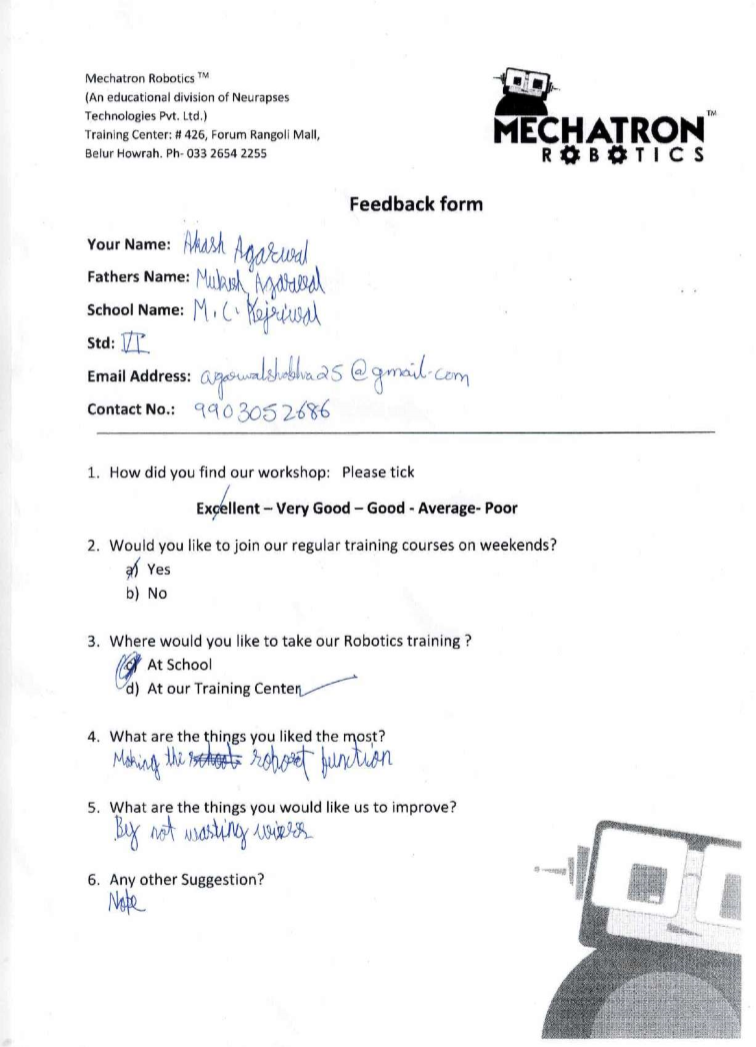 Mechatron Robotics ™
(An educational division of Neurapses
Technologies Pvt. Ltd.)
Training Center: # 426, Forum Rangoli Mall,
Belur Howrah. Ph- 033 2654 2255
MECHATRON ™
ROBOTICS
Feedback form
Your Name: Akash Agarwal
Fathers Name: Mukesh Agarwal
School Name: M. C. Kejriwal
Std: VI
Email Address: agarwalshobha25@gmail.com
Contact No.: 9903052686
1. How did you find our workshop: Please tick
Excellent – Very Good – Good - Average- Poor
2. Would you like to join our regular training courses on weekends?
a) Yes
b) No
3. Where would you like to take our Robotics training ?
c) At School
d) At our Training Center
4. What are the things you liked the most?
Making the robot function
5. What are the things you would like us to improve?
By not wasting wires
6. Any other Suggestion?
Nope